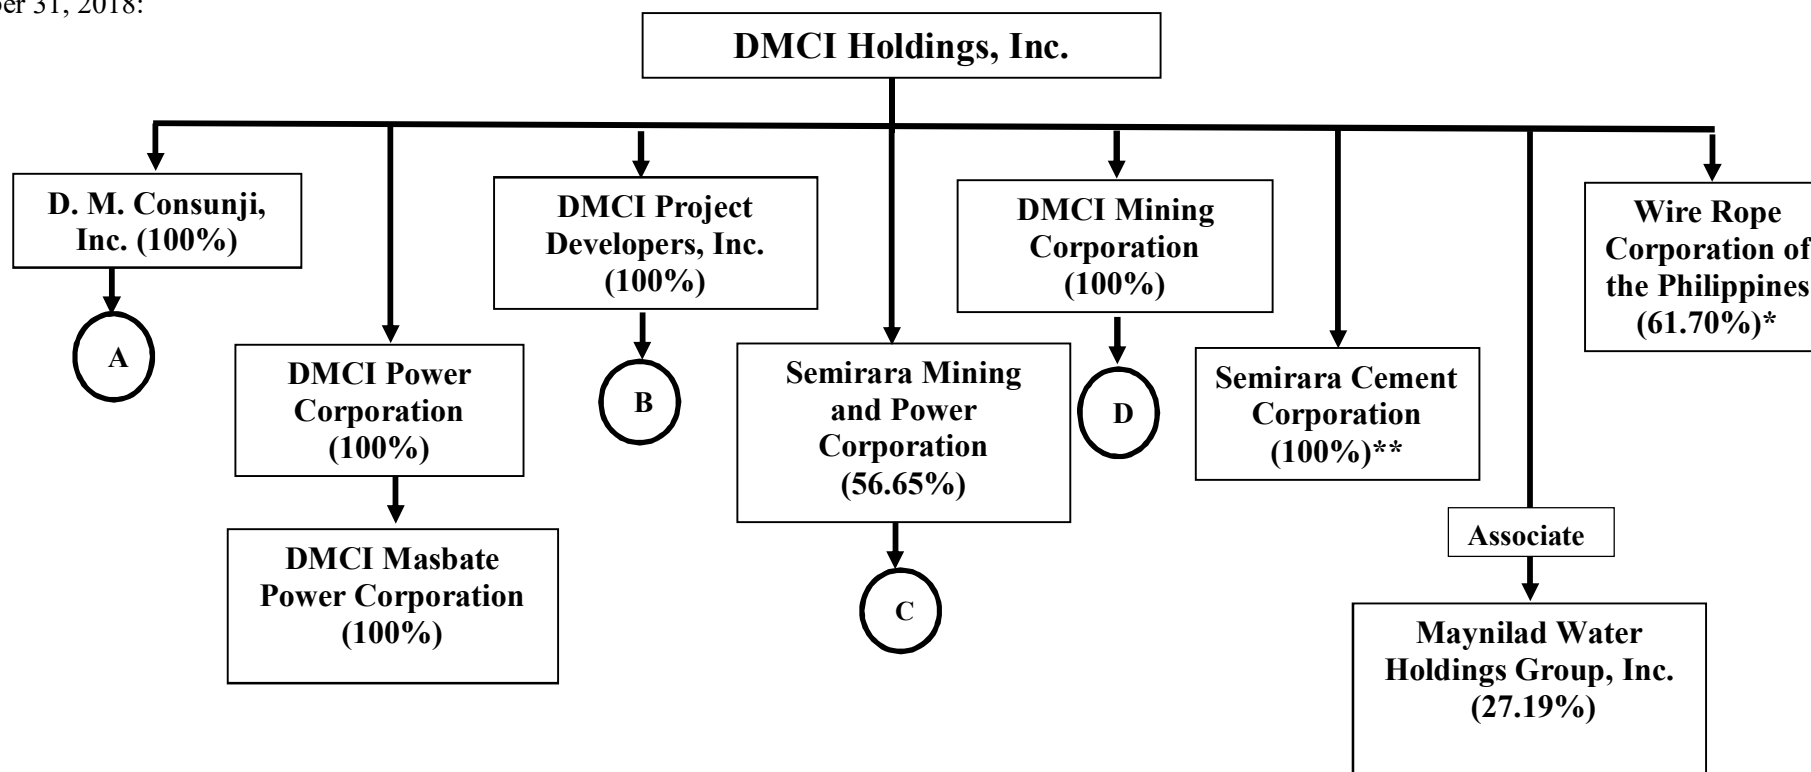 31, 2018:
DMCI Holdings, Inc.
D. M. Consunji,
Inc. (100%)
A
DMCI Power
Corporation
(100%)
DMCI Masbate
Power Corporation
(100%)
DMCI Project
Developers, Inc.
(100%)
B
Semirara Mining
and Power
Corporation
(56.65%)
C
DMCI Mining
Corporation
(100%)
D
Semirara Cement
Corporation
(100%)**
Associate
Maynilad Water
Holdings Group, Inc.
(27.19%)
Wire Rope
Corporation of
the Philippines
(61.70%)*